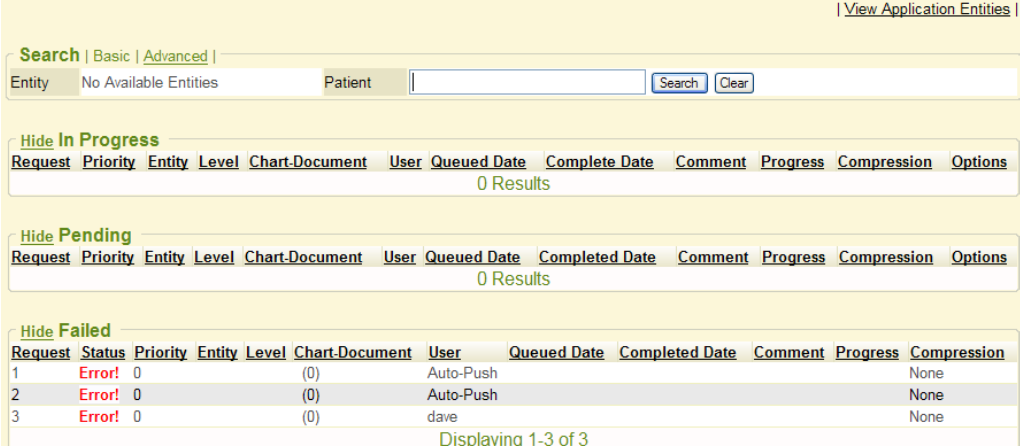 | View Application Entities |
Search | Basic | Advanced |
Entity No Available Entities Patient Search Clear
Hide In Progress
Request Priority Entity Level Chart-Document User Queued Date Complete Date Comment Progress Compression Options
0 Results
Hide Pending
Request Priority Entity Level Chart-Document User Queued Date Completed Date Comment Progress Compression Options
0 Results
Hide Failed
Request Status Priority Entity Level Chart-Document User Queued Date Completed Date Comment Progress Compression
1 Error! 0 (0) Auto-Push None
2 Error! 0 (0) Auto-Push None
3 Error! 0 (0) dave None
Displaying 1-3 of 3